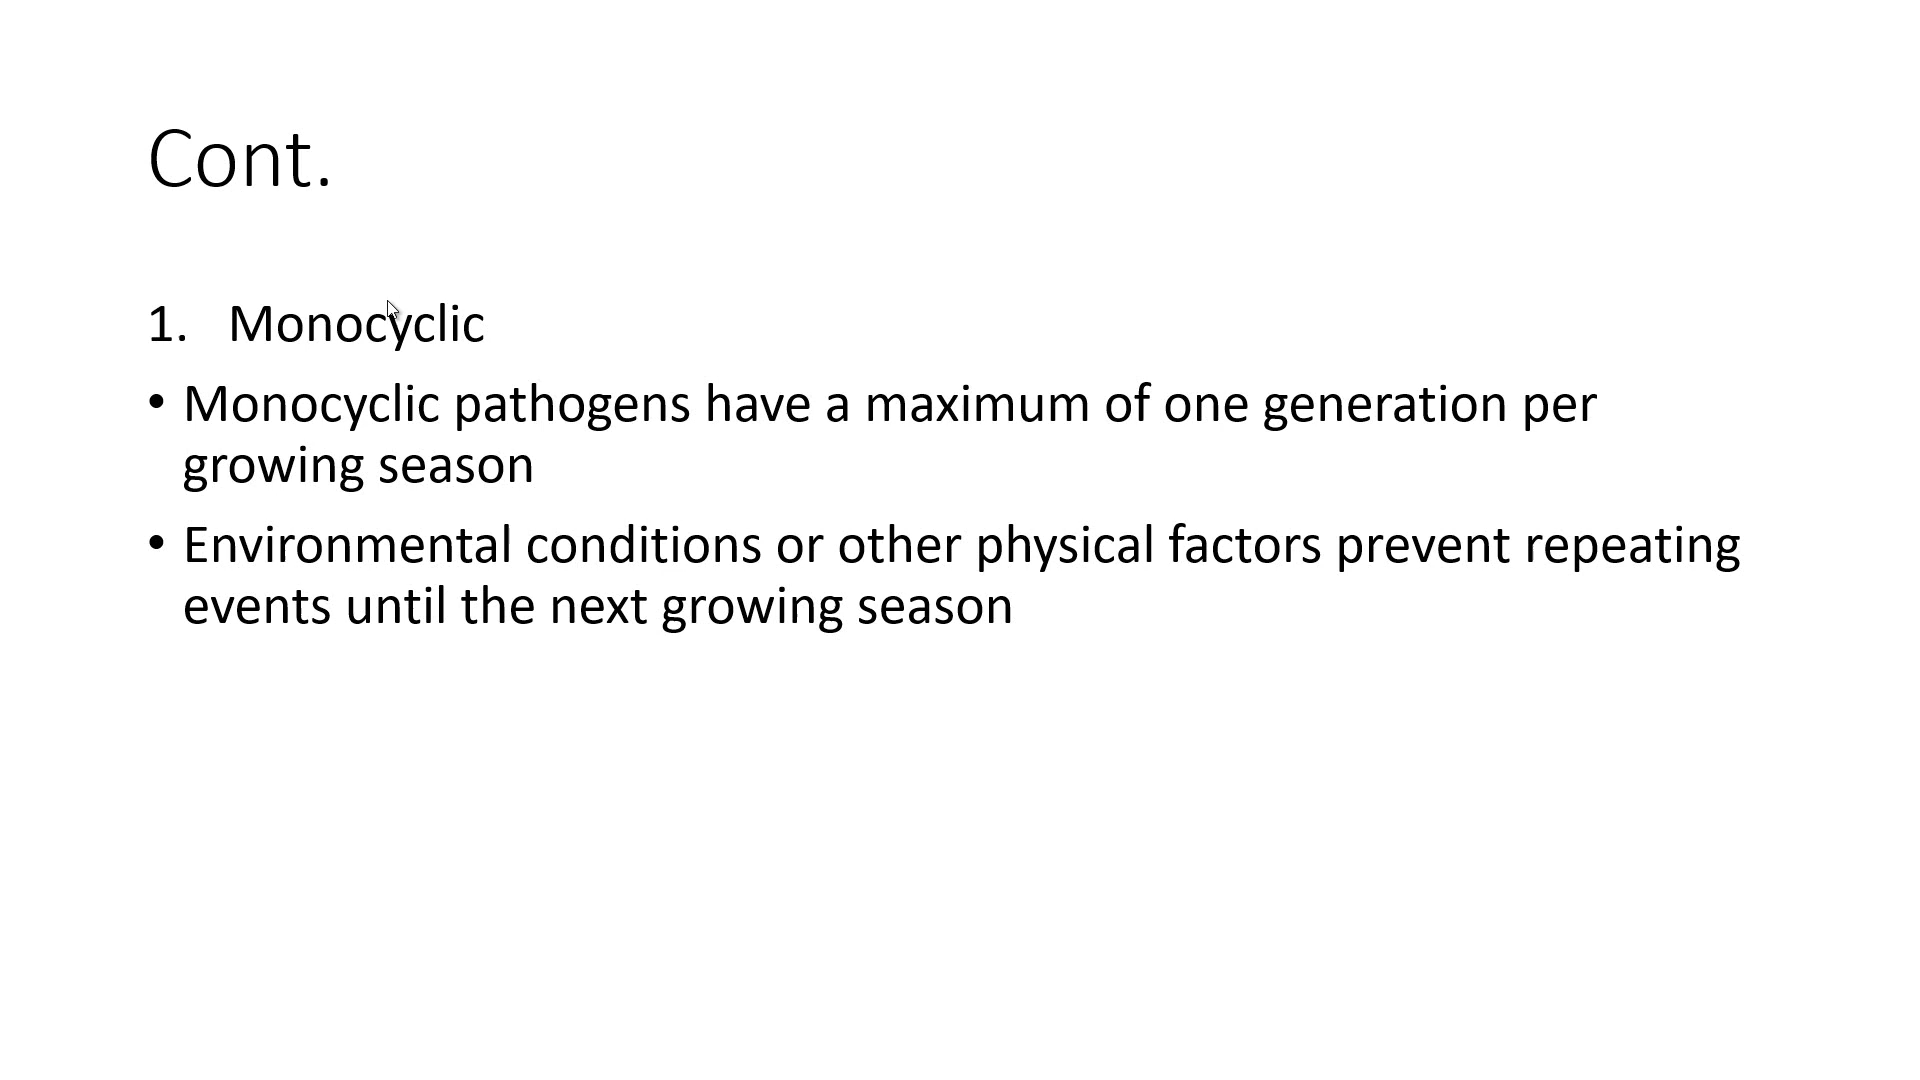 Cont.
1. Monocyclic
• Monocyclic pathogens have a maximum of one generation per
growing season
• Environmental conditions or other physical factors prevent repeating
events until the next growing season